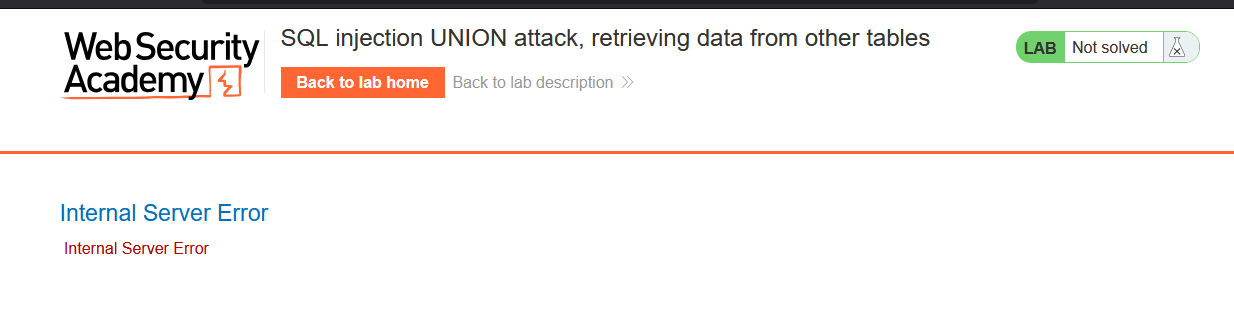 Web Security
Academy
SQL injection UNION attack, retrieving data from other tables
Back to lab home
Back to lab description
LAB
Not solved
Internal Server Error
Internal Server Error